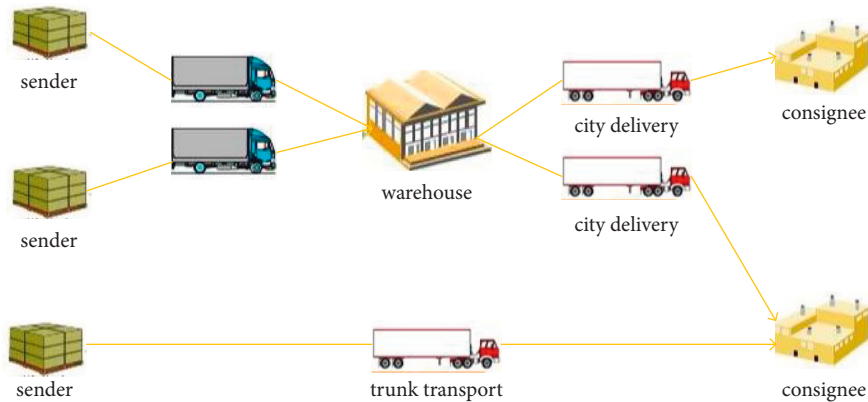 sender
city delivery
consignee
warehouse
sender
city delivery
sender
trunk transport
consignee